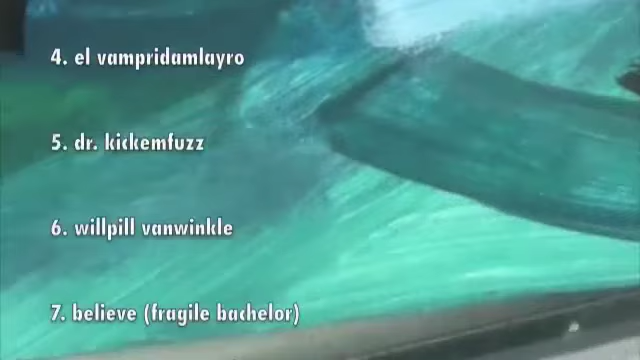 4. el vampridamlayro
5. dr. kickemfuzz
6. willpill vanwinkle
7. believe (fragile bachelor)